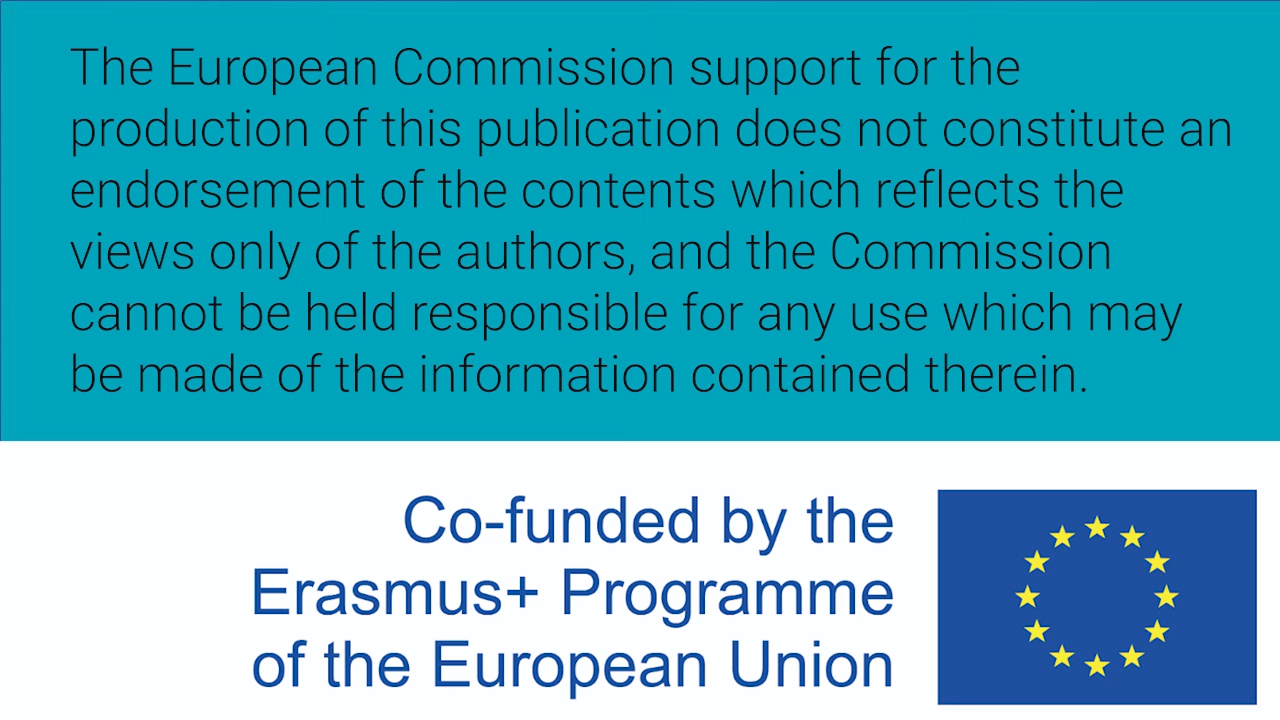 The European Commission support for the
production of this publication does not constitute an
endorsement of the contents which reflects the
views only of the authors, and the Commission
cannot be held responsible for any use which may
be made of the information contained therein.
Co-funded by the
Erasmus+ Programme
of the European Union